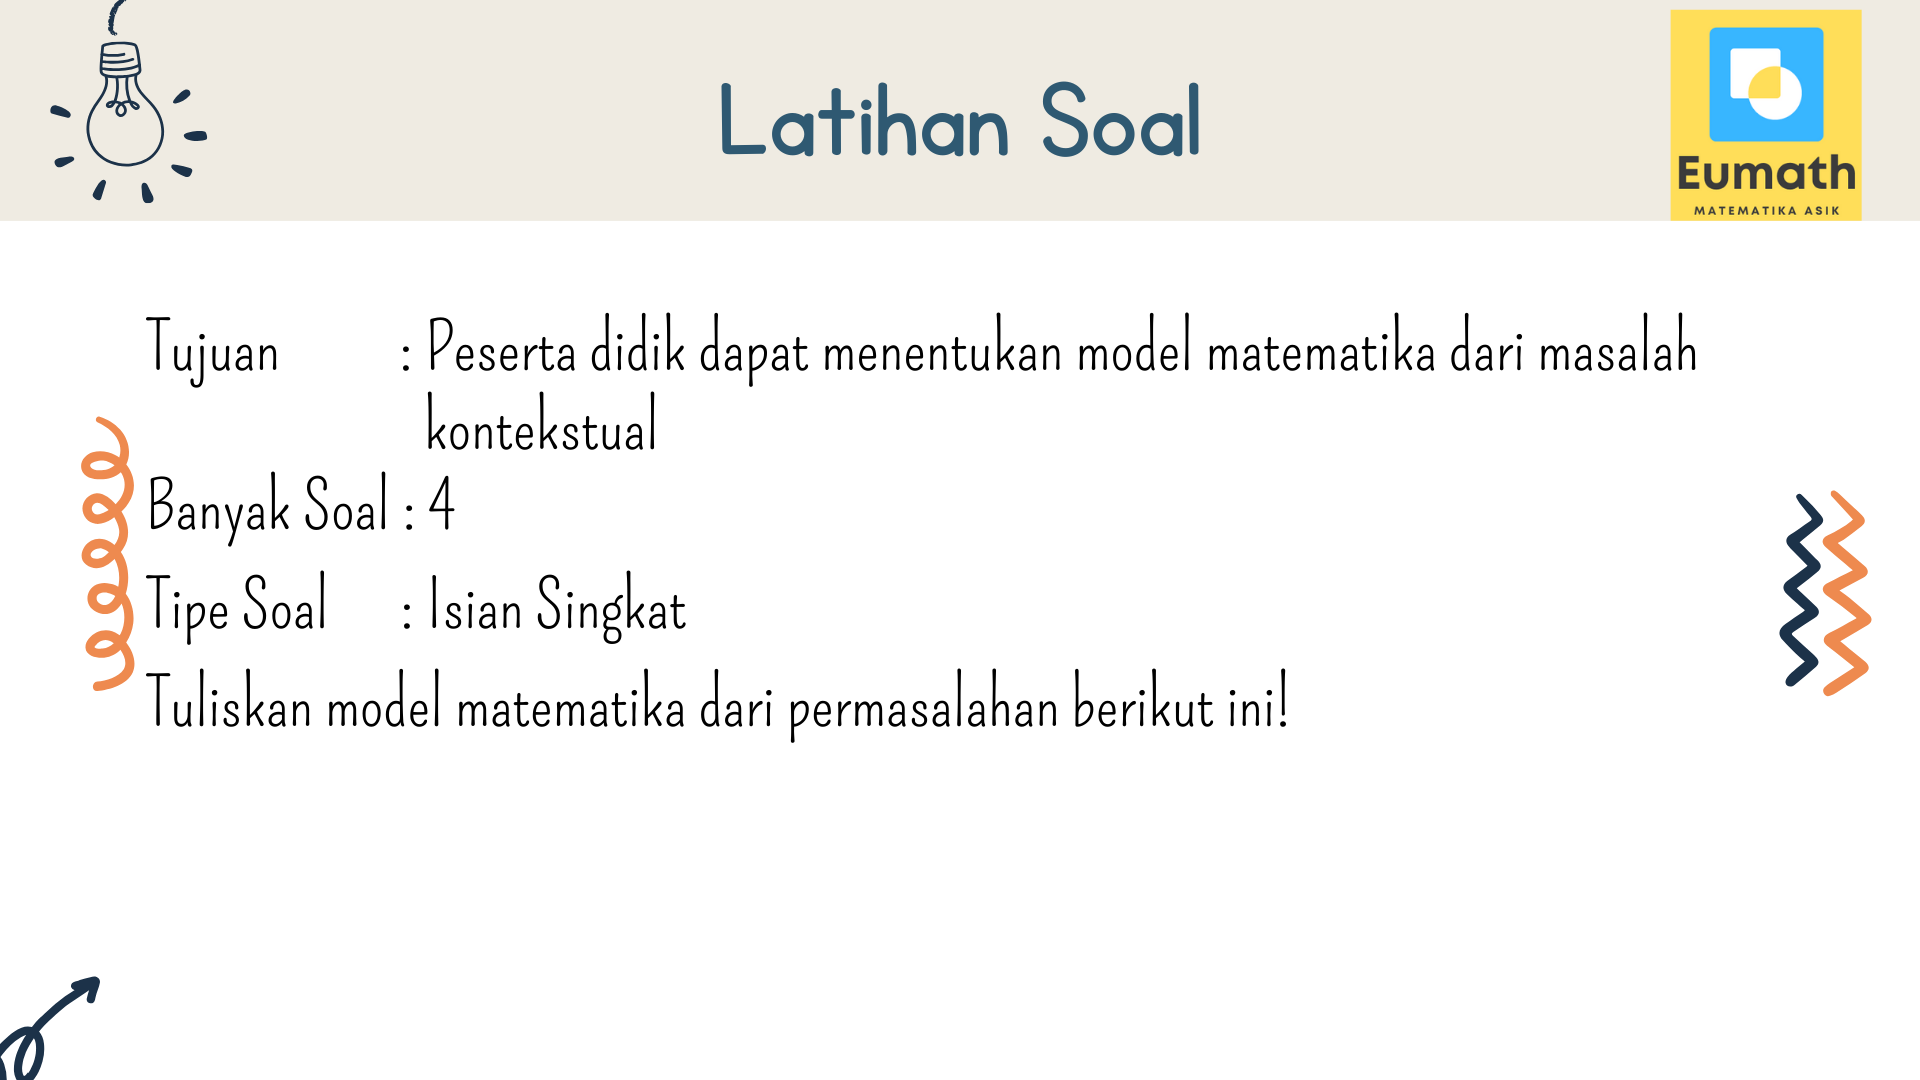 Latihan Soal
Eumath
MATEMATIKA ASIK
Tujuan : Peserta didik dapat menentukan model matematika dari masalah
kontekstual
Banyak Soal : 4
Tipe Soal : Isian Singkat
Tuliskan model matematika dari permasalahan berikut ini!